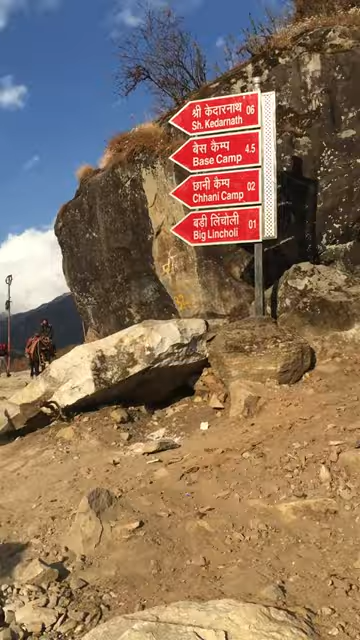 श्री केदारनाथ 06
Sh. Kedarnath
बेस कैम्प 4.5
Base Camp
छानी कैम्प 02
Chhani Camp
बडी लिंचोली 01
Big Lincholi